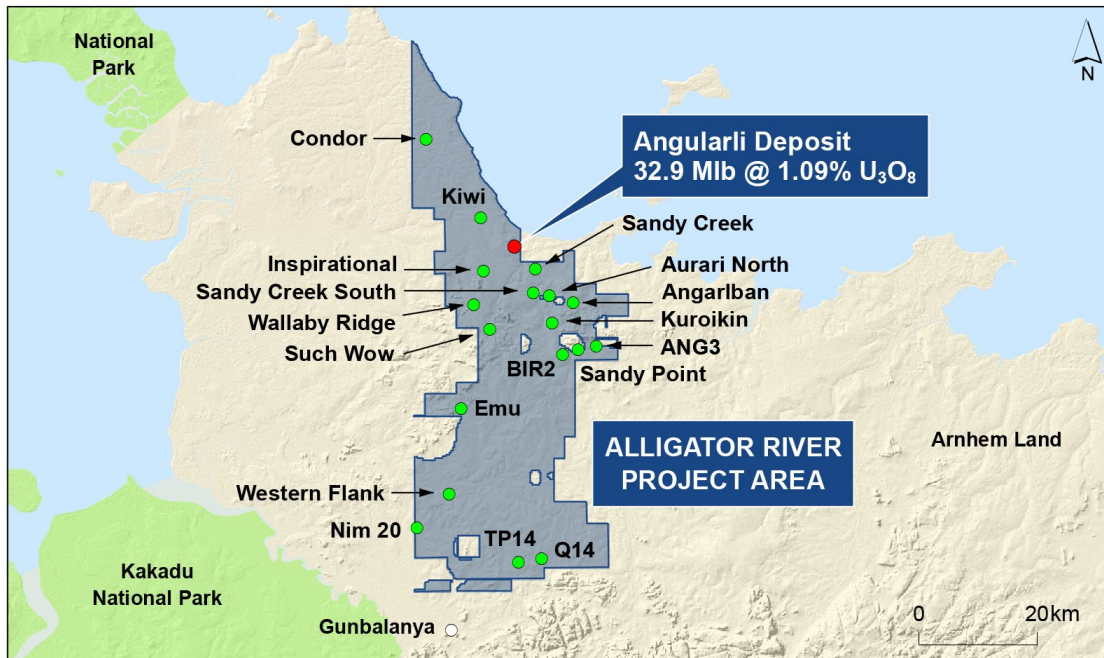 National
Park
N
Condor
Angularli Deposit
32.9 Mlb @ 1.09% U₃O₈
Kiwi
Sandy Creek
Inspirational
Aurari North
Sandy Creek South
Angarlban
Wallaby Ridge
Kuroikin
Such Wow
ANG3
BIR2
Sandy Point
Emu
ALLIGATOR RIVER
PROJECT AREA
Arnhem Land
Western Flank
Nim 20
TP14
Q14
Kakadu
National Park
Gunbalanya
0 20km